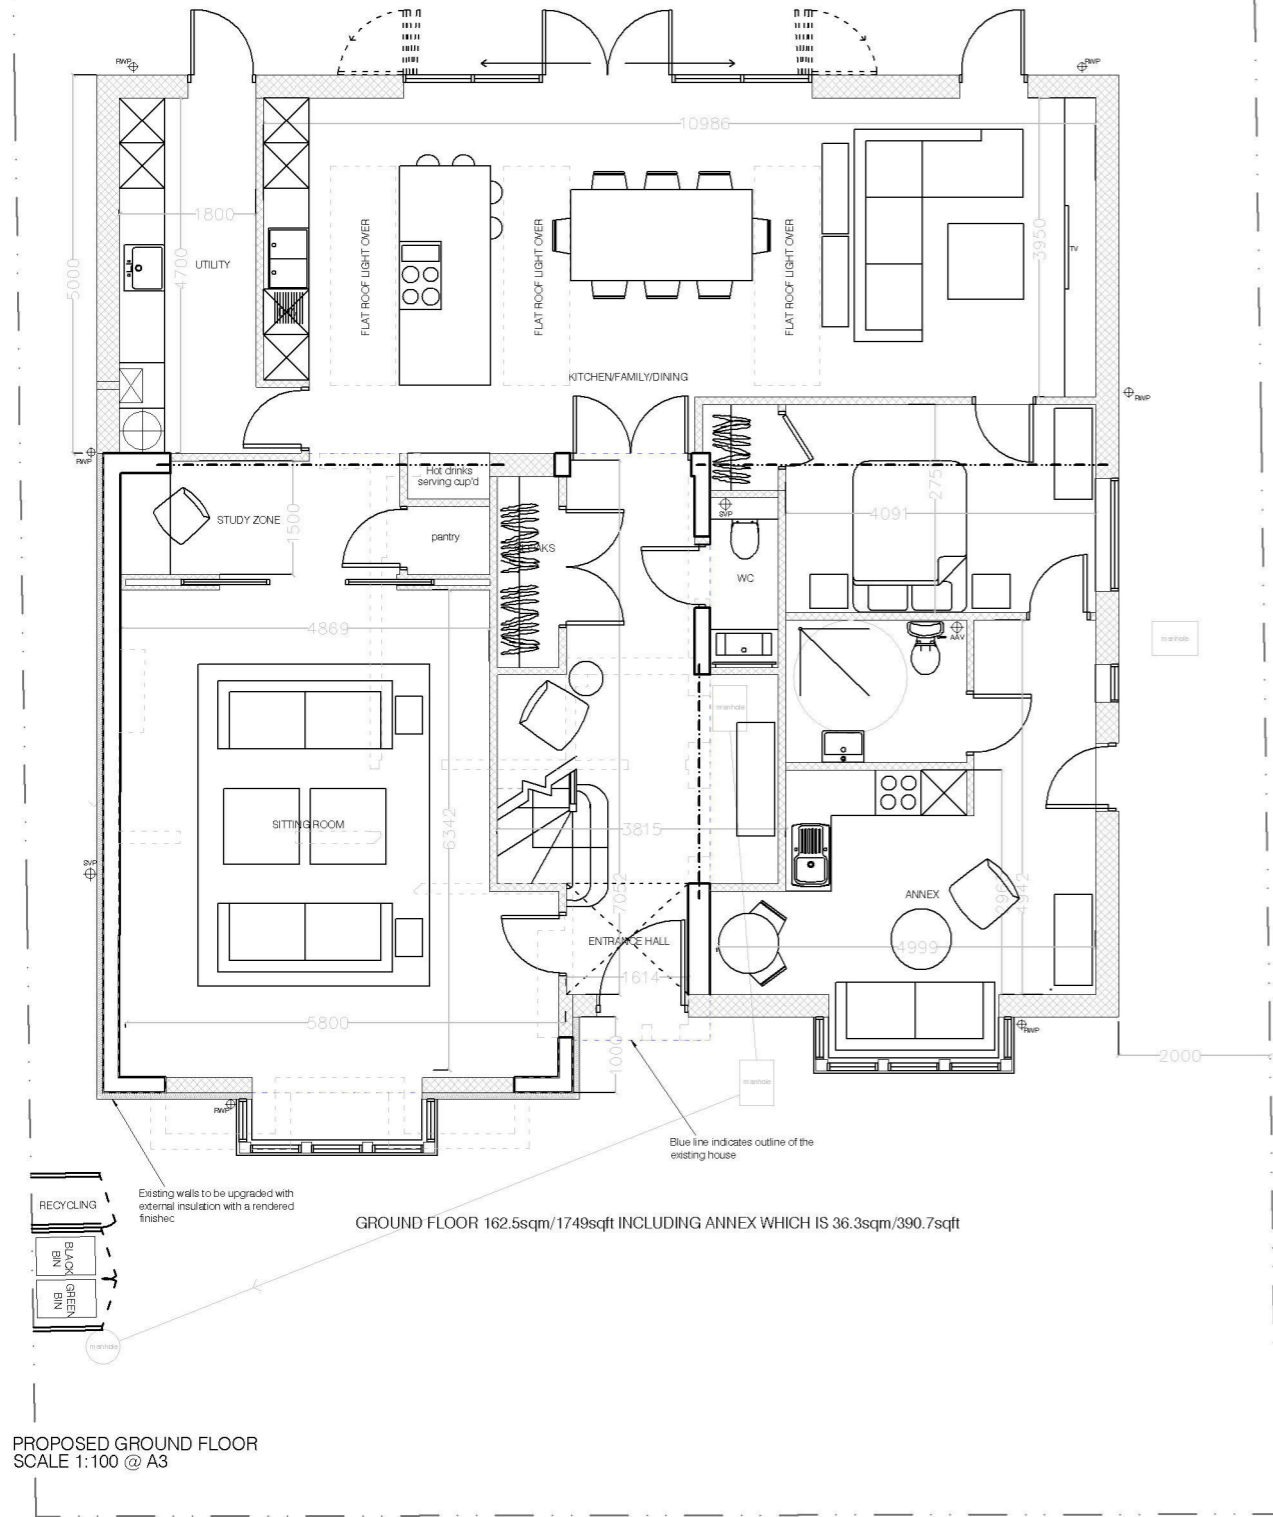 RWP
RWP
10986
1800
FLAT ROOF LIGHT OVER
FLAT ROOF LIGHT OVER
FLAT ROOF LIGHT OVER
3950
TV
UTILITY
4700
5000
KITCHEN/FAMILY/DINING
RWP
RWP
Hot drinks
serving cup'd
STUDY ZONE
1500
pantry
SVP
4091
WC
4869
AAV
manhole
manhole
SITTING ROOM
6342
3815
SVP
7052
ANNEX
4942
ENTRANCE HALL
4999
1614
5800
1000
RWP
2000
manhole
RWP
Blue line indicates outline of the
existing house
Existing walls to be upgraded with
external insulation with a rendered
RECYCLING
GROUND FLOOR 162.5sqm/1749sqft INCLUDING ANNEX WHICH IS 36.3sqm/390.7sqft
BLACK
BIN
GREEN
BIN
manhole
PROPOSED GROUND FLOOR
SCALE 1:100 @ A3